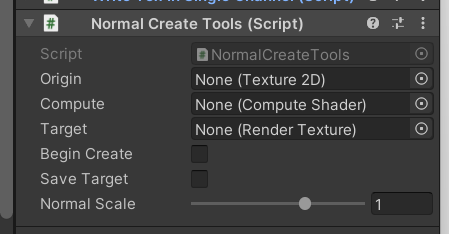 Normal Create Tools (Script)
Script NormalCreateTools
Origin None (Texture 2D)
Compute None (Compute Shader)
Target None (Render Texture)
Begin Create
Save Target
Normal Scale 1